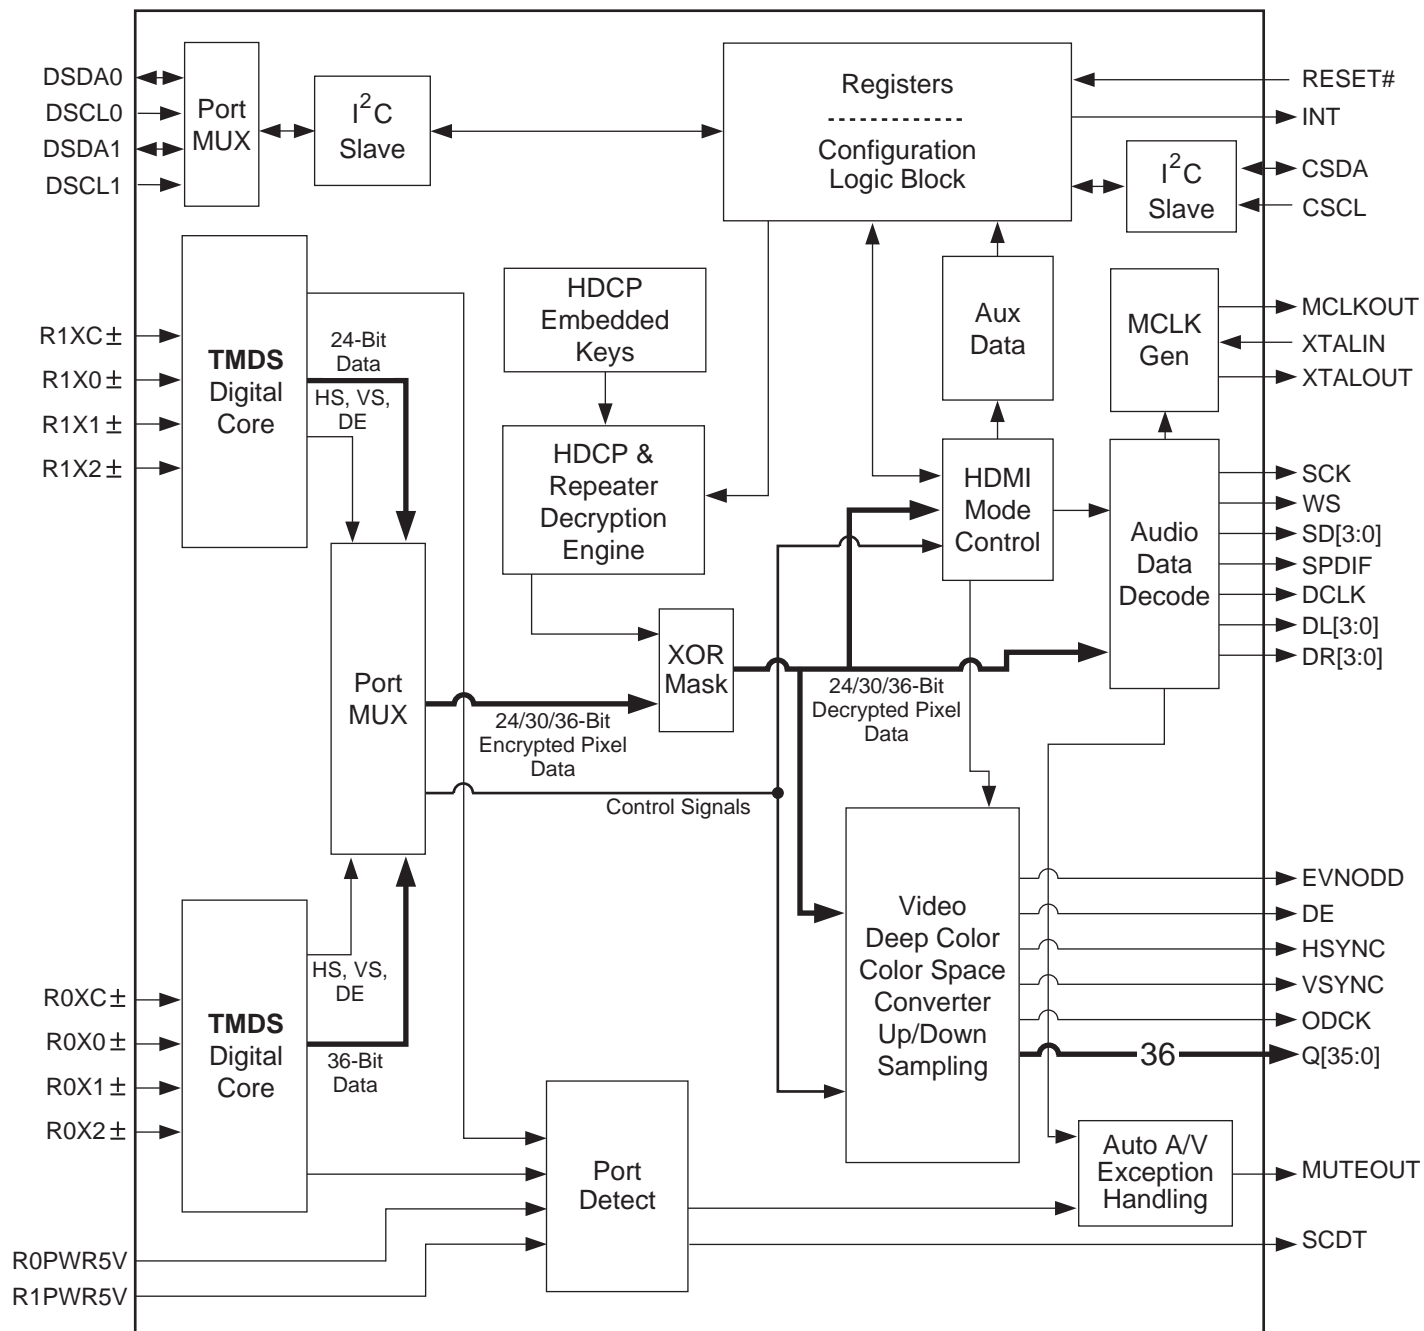 DSDA0
DSCL0
DSDA1
DSCL1
Port
MUX
I²C
Slave
Registers
Configuration
Logic Block
RESET#
INT
I²C
Slave
CSDA
CSCL
R1XC±
R1X0±
R1X1±
R1X2±
TMDS
Digital
Core
24-Bit
Data
HS, VS,
DE
HDCP
Embedded
Keys
HDCP &
Repeater
Decryption
Engine
Aux
Data
MCLK
Gen
MCLKOUT
XTALIN
XTALOUT
HDMI
Mode
Control
Audio
Data
Decode
SCK
WS
SD[3:0]
SPDIF
DCLK
DL[3:0]
DR[3:0]
Port
MUX
XOR
Mask
24/30/36-Bit
Encrypted Pixel
Data
24/30/36-Bit
Decrypted Pixel
Data
Control Signals
R0XC±
R0X0±
R0X1±
R0X2±
TMDS
Digital
Core
HS, VS,
DE
36-Bit
Data
Video
Deep Color
Color Space
Converter
Up/Down
Sampling
EVNODD
DE
HSYNC
VSYNC
ODCK
36
Q[35:0]
Port
Detect
Auto A/V
Exception
Handling
MUTEOUT
SCDT
R0PWR5V
R1PWR5V